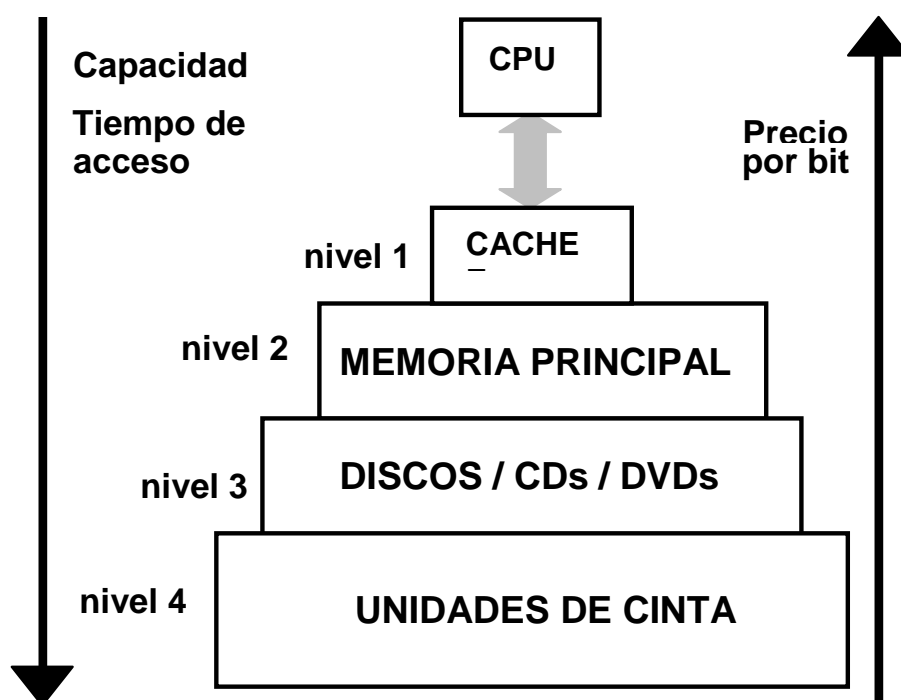 Capacidad
Tiempo de
acceso
CPU
Precio
por bit
nivel 1
CACHE
nivel 2
MEMORIA PRINCIPAL
nivel 3
DISCOS / CDs / DVDs
nivel 4
UNIDADES DE CINTA